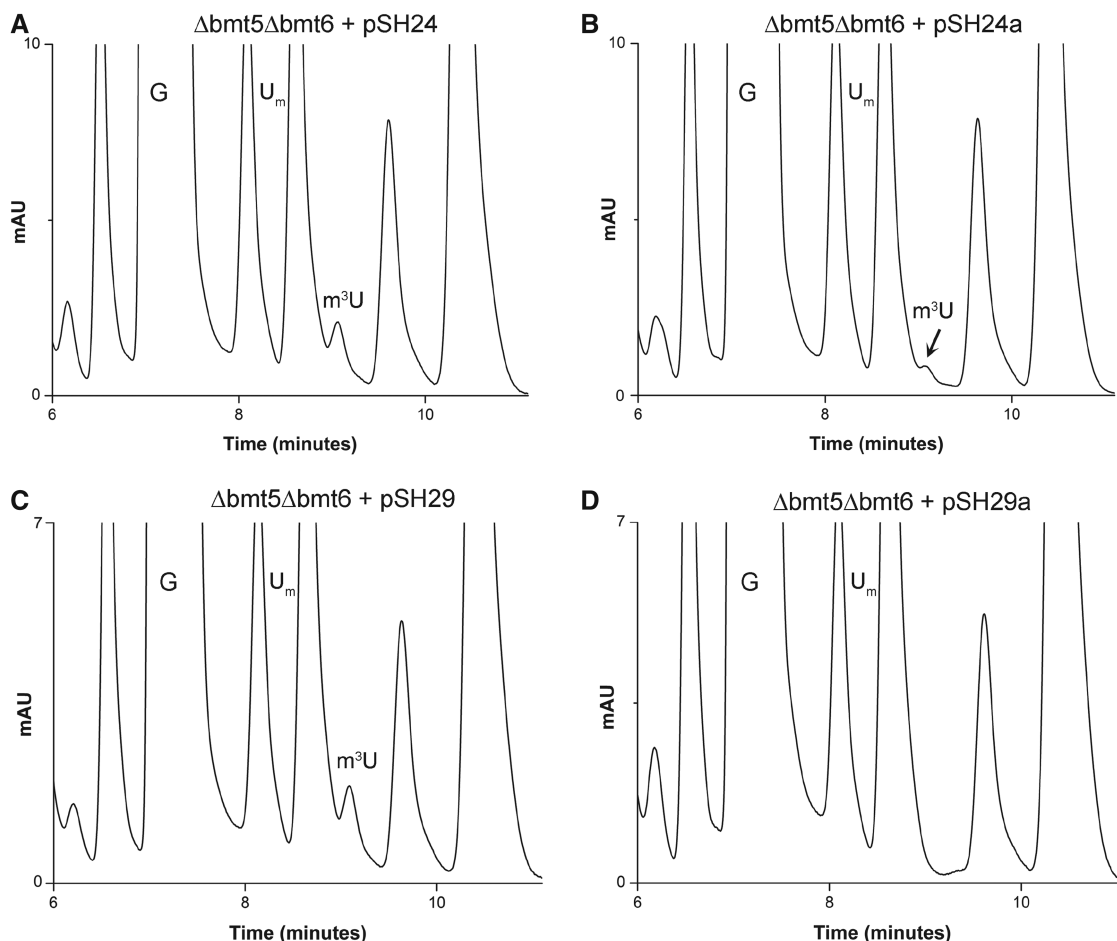 A
Δbmt5Δbmt6 + pSH24
10
G
Um
m³U
mAU
0
6
8
10
Time (minutes)
B
Δbmt5Δbmt6 + pSH24a
10
G
Um
m³U
mAU
0
6
8
10
Time (minutes)
C
Δbmt5Δbmt6 + pSH29
7
G
Um
m³U
mAU
0
6
8
10
Time (minutes)
D
Δbmt5Δbmt6 + pSH29a
7
G
Um
mAU
0
6
8
10
Time (minutes)